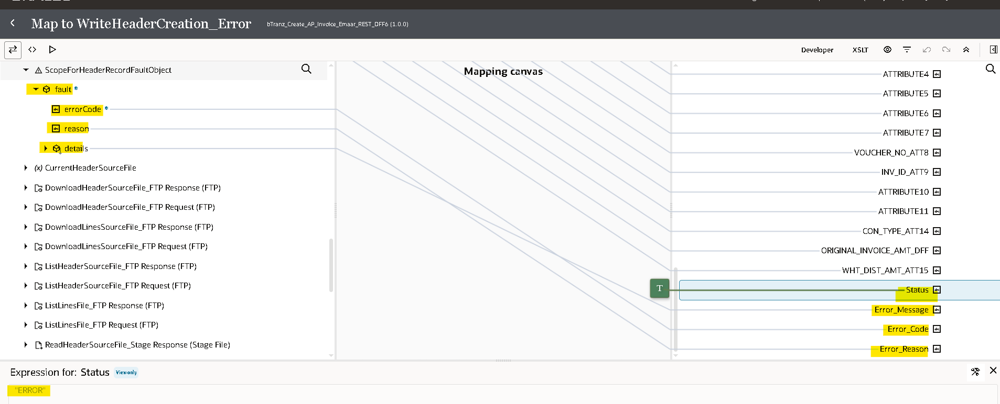 Map to WriteHeaderCreation_Error
bTranz_Create_AP_Invoice_Emaar_REST_DFF6 (1.0.0)
Developer
XSLT
ScopeForHeaderRecordFaultObject
fault *
errorCode *
reason
details
(x) CurrentHeaderSourceFile
DownloadHeaderSourceFile_FTP Response (FTP)
DownloadHeaderSourceFile_FTP Request (FTP)
DownloadLinesSourceFile_FTP Response (FTP)
DownloadLinesSourceFile_FTP Request (FTP)
ListHeaderSourceFile_FTP Response (FTP)
ListHeaderSourceFile_FTP Request (FTP)
ListLinesFile_FTP Response (FTP)
ListLinesFile_FTP Request (FTP)
ReadHeaderSourceFile_Stage Response (Stage File)
Mapping canvas
T
ATTRIBUTE4
ATTRIBUTE5
ATTRIBUTE6
ATTRIBUTE7
VOUCHER_NO_ATT8
INV_ID_ATT9
ATTRIBUTE10
ATTRIBUTE11
CON_TYPE_ATT14
ORIGINAL_INVOICE_AMT_DFF
WHT_DIST_AMT_ATT15
Status
Error_Message
Error_Code
Error_Reason
Expression for: Status View only
"ERROR"